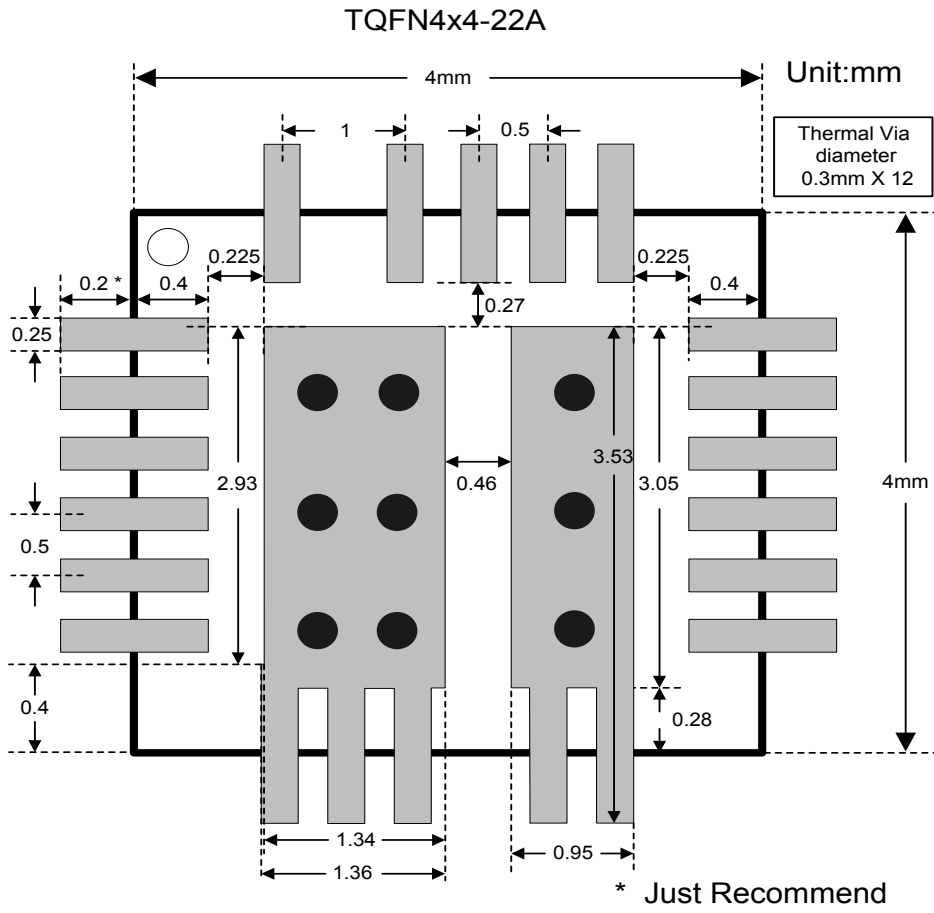 TQFN4x4-22A
Unit:mm
4mm
1
0.5
Thermal Via
diameter
0.3mm X 12
0.2 *
0.4
0.225
0.225
0.4
0.27
0.25
2.93
0.46
3.53
3.05
4mm
0.5
0.4
0.28
1.34
0.95
1.36
* Just Recommend